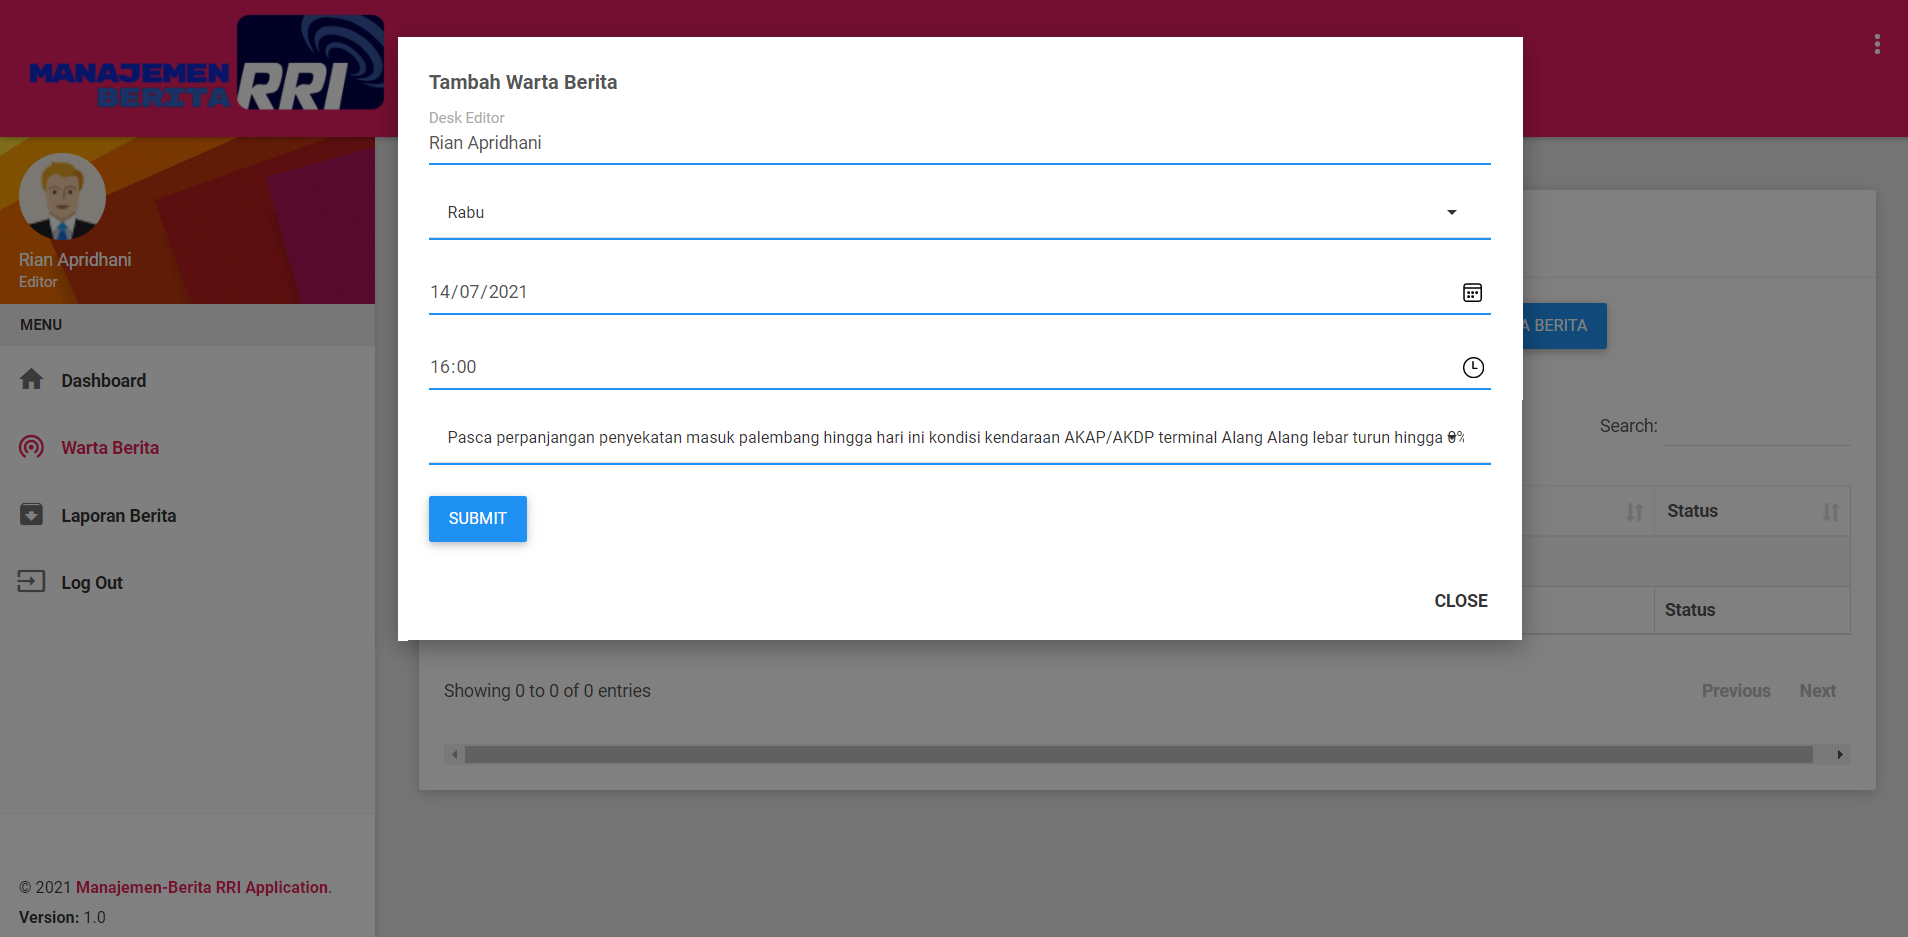 MANAJEMEN
BERITA
RRI
Rian Apridhani
Editor
MENU
Dashboard
Warta Berita
Laporan Berita
Log Out
© 2021 Manajemen-Berita RRI Application.
Version: 1.0
Tambah Warta Berita
Desk Editor
Rian Apridhani
Rabu
14/07/2021
16:00
Pasca perpanjangan penyekatan masuk palembang hingga hari ini kondisi kendaraan AKAP/AKDP terminal Alang Alang lebar turun hingga
SUBMIT
CLOSE
A BERITA
Search:
Status
Status
Showing 0 to 0 of 0 entries
Previous
Next